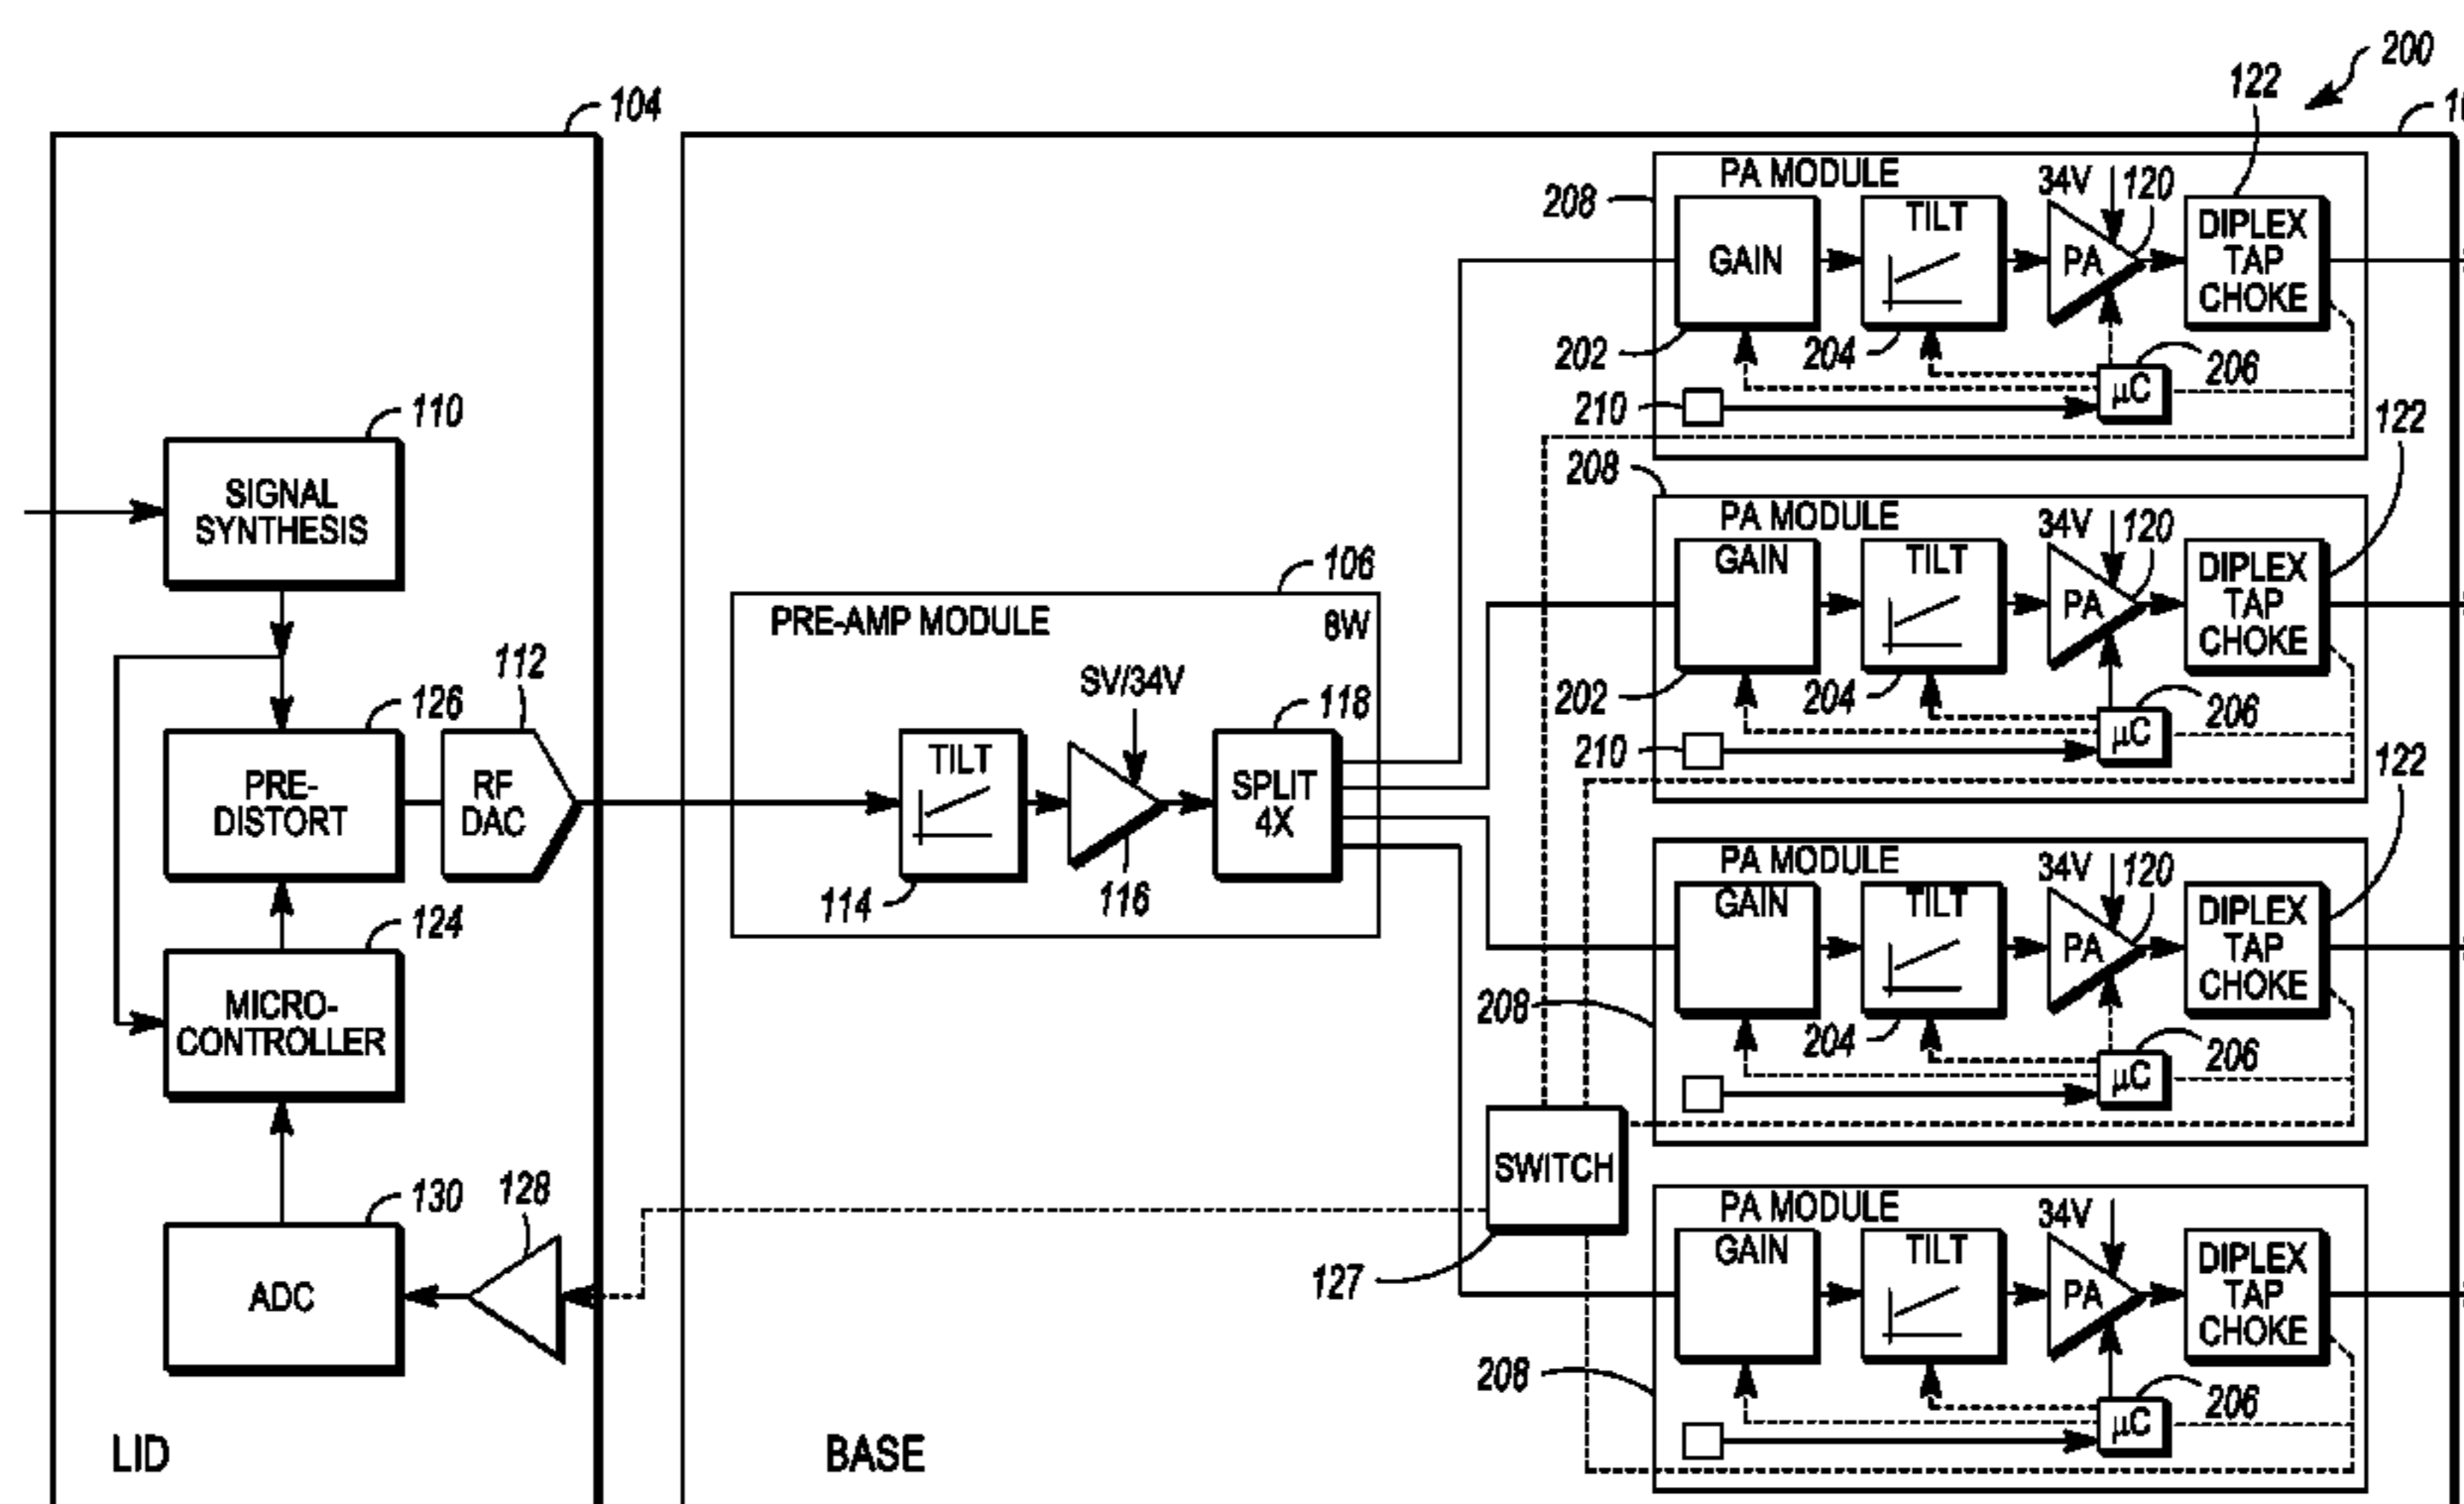 200
104
122
10
LID
110
SIGNAL
SYNTHESIS
126
PRE-
DISTORT
112
RF
DAC
124
MICRO-
CONTROLLER
130
ADC
128
BASE
106
PRE-AMP MODULE
8W
TILT
114
SV/34V
116
118
SPLIT
4X
SWITCH
127
208
PA MODULE
GAIN
202
TILT
204
34V
120
PA
DIPLEX
TAP
CHOKE
206
µC
210
208
PA MODULE
122
GAIN
202
TILT
204
34V
120
PA
DIPLEX
TAP
CHOKE
206
µC
210
208
PA MODULE
122
GAIN
TILT
204
34V
120
PA
DIPLEX
TAP
CHOKE
206
µC
208
PA MODULE
GAIN
TILT
34V
PA
DIPLEX
TAP
CHOKE
206
µC